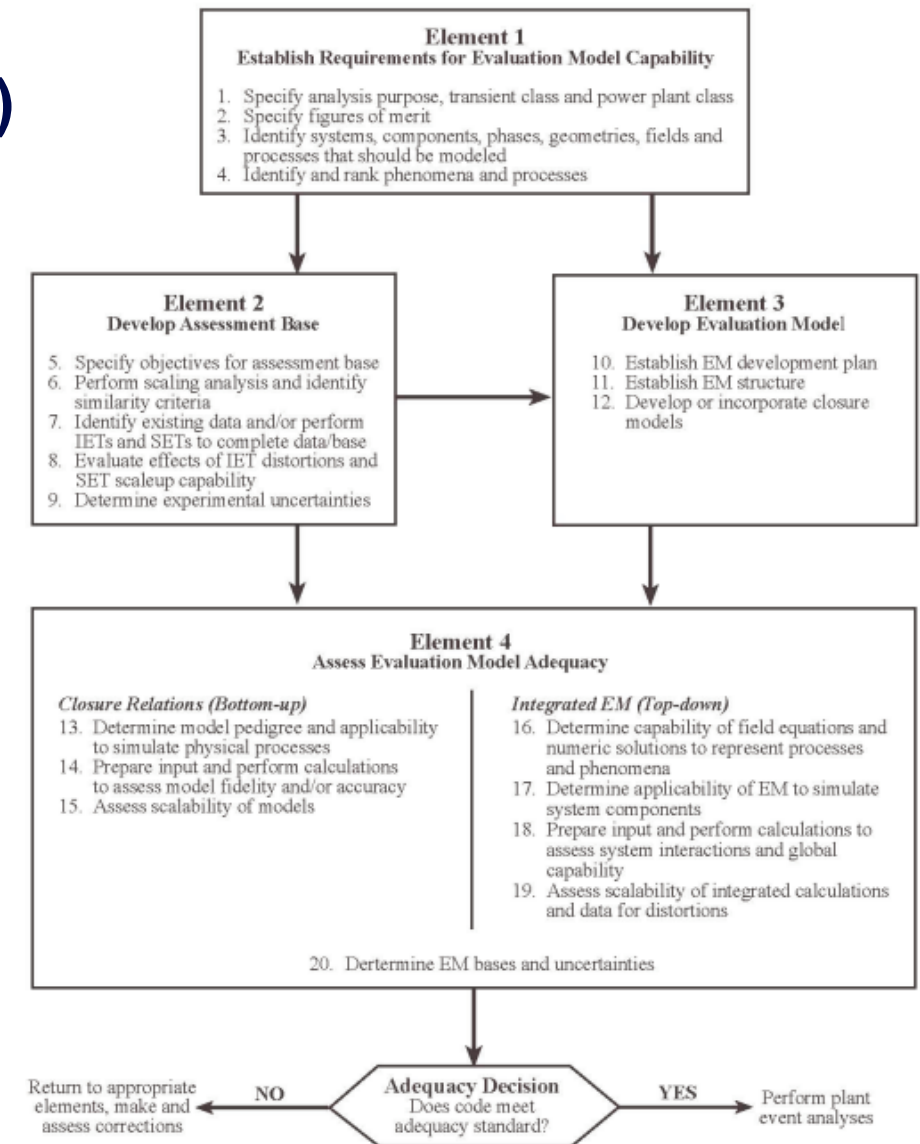 )
Element 1
Establish Requirements for Evaluation Model Capability
1. Specify analysis purpose, transient class and power plant class
2. Specify figures of merit
3. Identify systems, components, phases, geometries, fields and
processes that should be modeled
4. Identify and rank phenomena and processes
Element 2
Develop Assessment Base
5. Specify objectives for assessment base
6. Perform scaling analysis and identify
similarity criteria
7. Identify existing data and/or perform
IETs and SETs to complete data/base
8. Evaluate effects of IET distortions and
SET scaleup capability
9. Determine experimental uncertainties
Element 3
Develop Evaluation Model
10. Establish EM development plan
11. Establish EM structure
12. Develop or incorporate closure
models
Element 4
Assess Evaluation Model Adequacy
Closure Relations (Bottom-up)
13. Determine model pedigree and applicability
to simulate physical processes
14. Prepare input and perform calculations
to assess model fidelity and/or accuracy
15. Assess scalability of models
Integrated EM (Top-down)
16. Determine capability of field equations and
numeric solutions to represent processes
and phenomena
17. Determine applicability of EM to simulate
system components
18. Prepare input and perform calculations to
assess system interactions and global
capability
19. Assess scalability of integrated calculations
and data for distortions
20. Dertermine EM bases and uncertainties
Return to appropriate
elements, make and
assess corrections
NO
Adequacy Decision
Does code meet
adequacy standard?
YES
Perform plant
event analyses